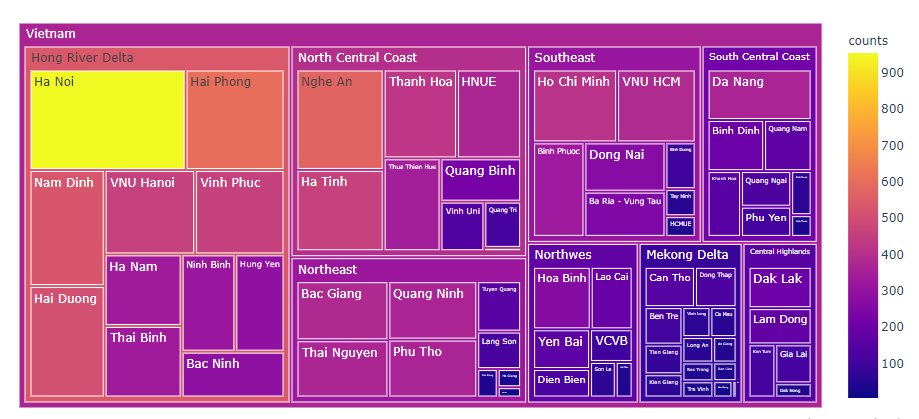 Vietnam
Hong River Delta
Ha Noi
Hai Phong
Nam Dinh
VNU Hanoi
Vinh Phuc
Hai Duong
Ha Nam
Ninh Binh
Hung Yen
Thai Binh
Bac Ninh
North Central Coast
Nghe An
Thanh Hoa
HNUE
Ha Tinh
Thua Thien Hue
Quang Binh
Vinh Uni
Quang Tri
Northeast
Bac Giang
Quang Ninh
Tuyen Quang
Thai Nguyen
Phu Tho
Lang Son
Southeast
Ho Chi Minh
VNU HCM
Binh Phuoc
Dong Nai
Binh Duong
Ba Ria - Vung Tau
Tay Ninh
HCMUE
South Central Coast
Da Nang
Binh Dinh
Quang Nam
Khanh Hoa
Quang Ngai
Phu Yen
Northwes
Hoa Binh
Lao Cai
Yen Bai
VCVB
Dien Bien
Son La
Mekong Delta
Can Tho
Dong Thap
Ben Tre
Vinh Long
Ca Mau
Tien Giang
Long An
Kien Giang
Soc Trang
Tra Vinh
Central Highlands
Dak Lak
Lam Dong
Kon Tum
Gia Lai
Dak Nong
counts
900
800
700
600
500
400
300
200
100